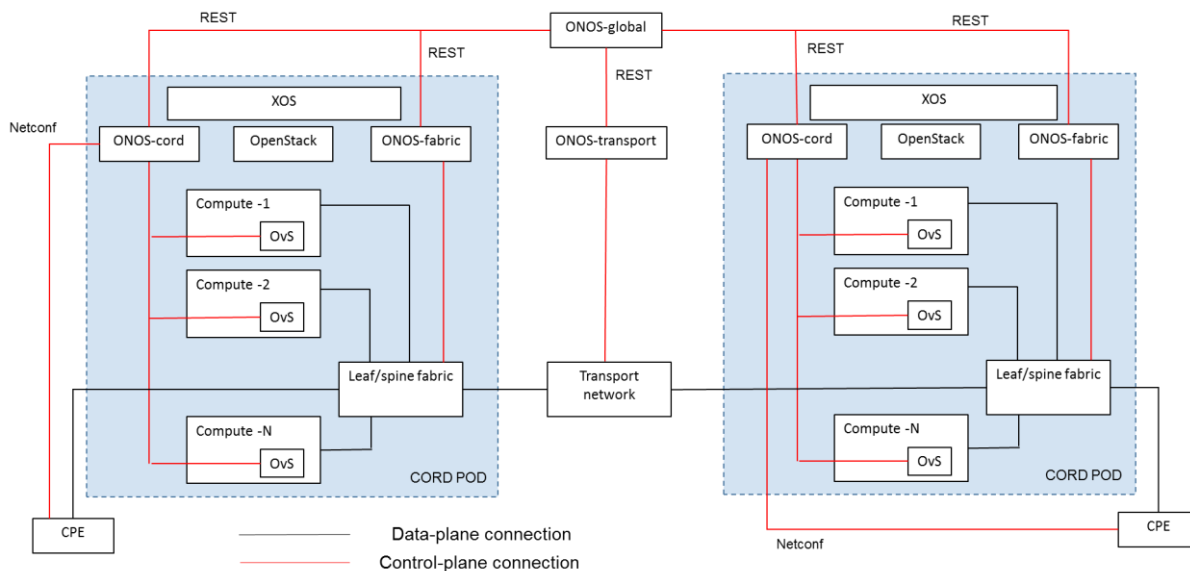 REST
ONOS-global
REST
REST
REST
REST
XOS
XOS
Netconf
ONOS-cord
OpenStack
ONOS-fabric
ONOS-transport
ONOS-cord
OpenStack
ONOS-fabric
Compute -1
OvS
Compute -2
OvS
Leaf/spine fabric
Compute -N
OvS
CORD POD
Transport
network
Compute -1
OvS
Compute -2
OvS
Leaf/spine fabric
Compute -N
OvS
CORD POD
CPE
CPE
Netconf
Data-plane connection
Control-plane connection